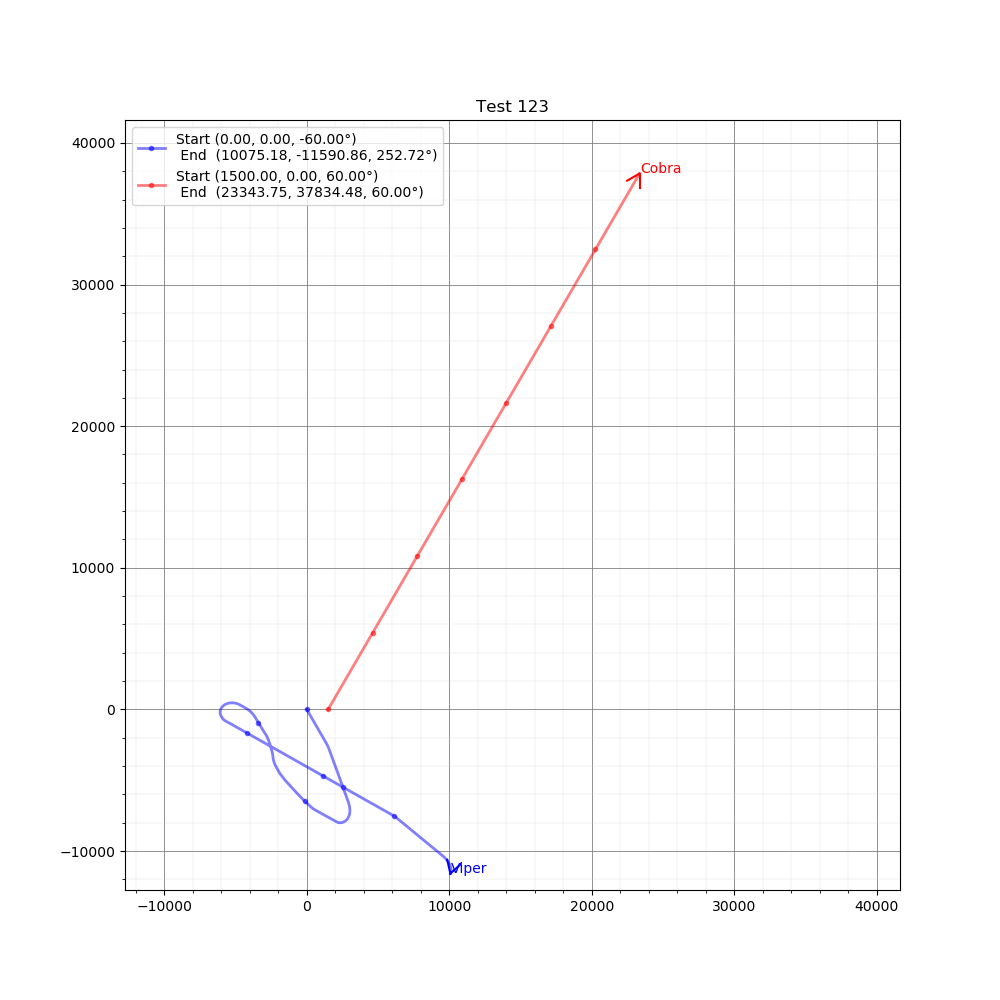 Test 123
Start (0.00, 0.00, -60.00°)
End (10075.18, -11590.86, 252.72°)
Start (1500.00, 0.00, 60.00°)
End (23343.75, 37834.48, 60.00°)
40000
Cobra
30000
20000
10000
0
−10000
Viper
−10000 0 10000 20000 30000 40000